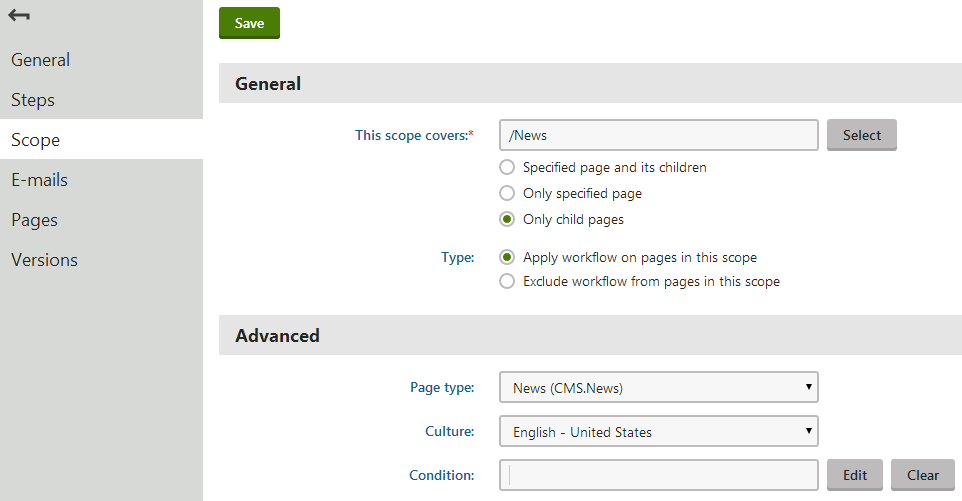 Save
General
Steps
Scope
E-mails
Pages
Versions
General
This scope covers:* /News Select
Specified page and its children
Only specified page
Only child pages
Type: Apply workflow on pages in this scope
Exclude workflow from pages in this scope
Advanced
Page type: News (CMS.News)
Culture: English - United States
Condition: Edit Clear